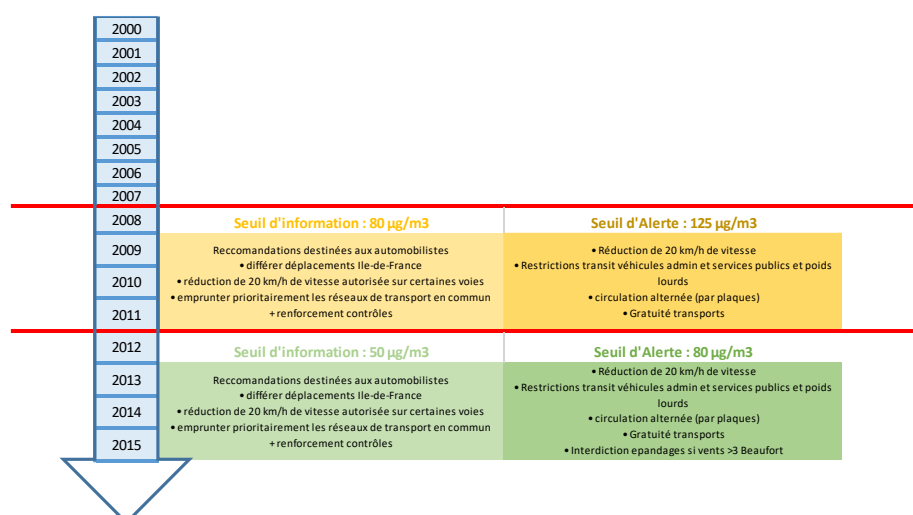 2000
2001
2002
2003
2004
2005
2006
2007
2008
Seuil d'information : 80 µg/m3
Seuil d'Alerte : 125 µg/m3
2009
2010
2011
Reccomandations destinées aux automobilistes
• différer déplacements Ile-de-France
• réduction de 20 km/h de vitesse autorisée sur certaines voies
• emprunter prioritairement les réseaux de transport en commun
+ renforcement contrôles
• Réduction de 20 km/h de vitesse
• Restrictions transit véhicules admin et services publics et poids
lourds
• circulation alternée (par plaques)
• Gratuité transports
2012
Seuil d'information : 50 µg/m3
Seuil d'Alerte : 80 µg/m3
2013
2014
2015
Reccomandations destinées aux automobilistes
• différer déplacements Ile-de-France
• réduction de 20 km/h de vitesse autorisée sur certaines voies
• emprunter prioritairement les réseaux de transport en commun
+ renforcement contrôles
• Réduction de 20 km/h de vitesse
• Restrictions transit véhicules admin et services publics et poids
lourds
• circulation alternée (par plaques)
• Gratuité transports
• Interdiction epandages si vents >3 Beaufort